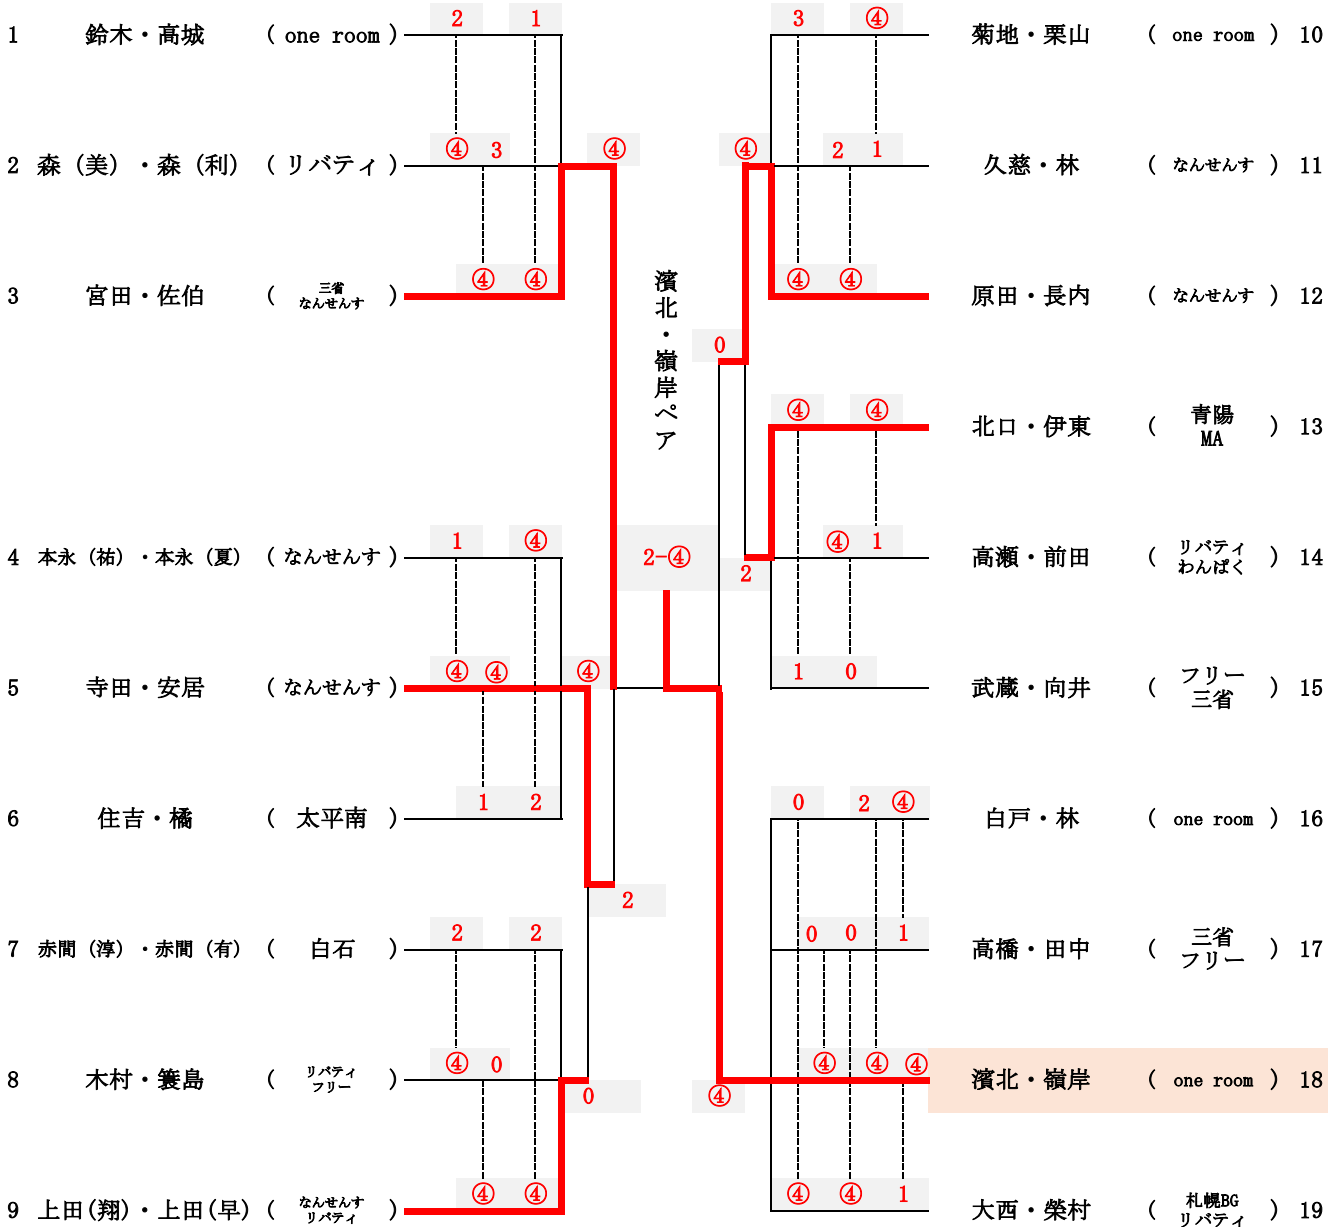 2 1 3 ④
1 鈴木・高城 ( one room ) 菊地・栗山 ( one room ) 10
④ 3 ④ ④ 2 1
2 森（美）・森（利） ( リバティ ) 久慈・林 ( なんせんす ) 11
④ ④ ④ ④
3 宮田・佐伯 ( 三省 なんせんす ) 原田・長内 ( なんせんす ) 12
濱北・嶺岸ペア
0
④ ④
北口・伊東 ( 青陽 MA ) 13
1 ④ ④ 1
4 本永（祐）・本永（夏） ( なんせんす ) 2-④ 高瀬・前田 ( リバティ わんぱく ) 14
2
④ ④ ④ 1 0
5 寺田・安居 ( なんせんす ) 武蔵・向井 ( フリー 三省 ) 15
1 2 0 2 ④
6 住吉・橘 ( 太平南 ) 白戸・林 ( one room ) 16
2
2 2 0 0 1
7 赤間（淳）・赤間（有） ( 白石 ) 高橋・田中 ( 三省 フリー ) 17
④ 0 ④ ④ ④
8 木村・簑島 ( リバティ フリー ) 濱北・嶺岸 ( one room ) 18
0 ④
④ ④ ④ ④ 1
9 上田(翔)・上田(早) ( なんせんす リバティ ) 大西・榮村 ( 札幌BG リバティ ) 19